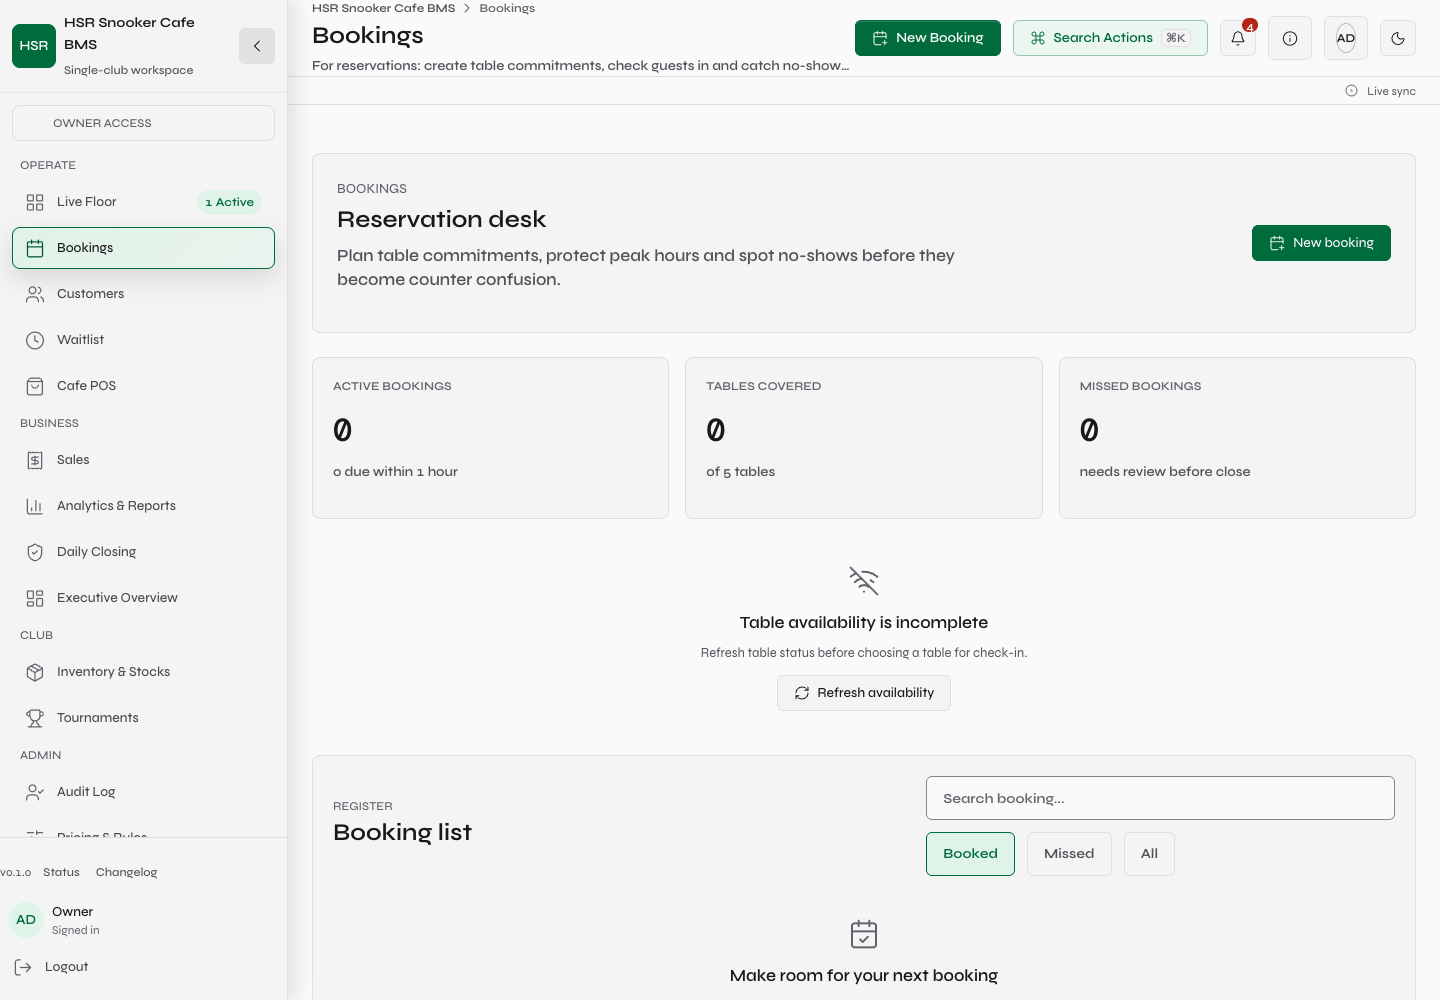 HSR
HSR Snooker Cafe
BMS
Single-club workspace
OWNER ACCESS
OPERATE
Live Floor
1 Active
Bookings
Customers
Waitlist
Cafe POS
BUSINESS
Sales
Analytics & Reports
Daily Closing
Executive Overview
CLUB
Inventory & Stocks
Tournaments
ADMIN
Audit Log
Pricing & Rules
v0.1.0 Status Changelog
AD
Owner
Signed in
Logout
HSR Snooker Cafe BMS > Bookings
Bookings
For reservations: create table commitments, check guests in and catch no-show...
New Booking
Search Actions ⌘K
4
AD
Live sync
BOOKINGS
Reservation desk
Plan table commitments, protect peak hours and spot no-shows before they
become counter confusion.
New booking
ACTIVE BOOKINGS
0
0 due within 1 hour
TABLES COVERED
0
of 5 tables
MISSED BOOKINGS
0
needs review before close
Table availability is incomplete
Refresh table status before choosing a table for check-in.
Refresh availability
REGISTER
Booking list
Search booking...
Booked
Missed
All
Make room for your next booking